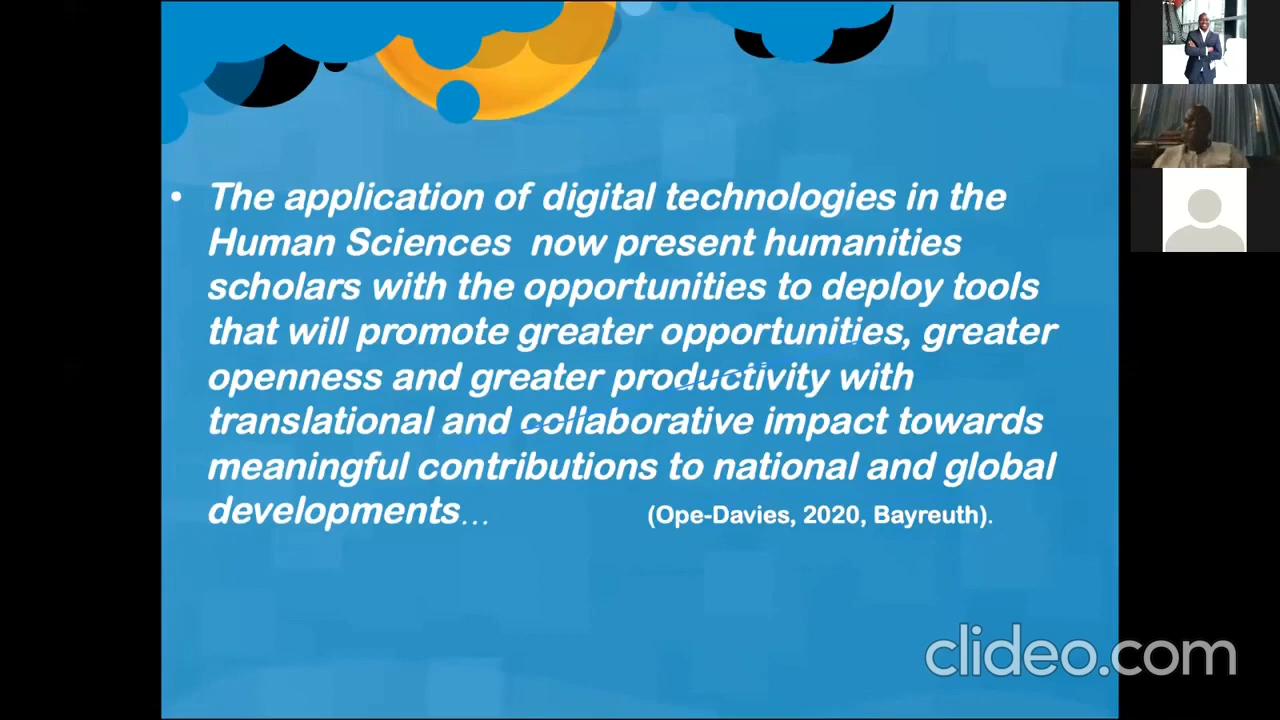 • The application of digital technologies in the
Human Sciences now present humanities
scholars with the opportunities to deploy tools
that will promote greater opportunities, greater
openness and greater productivity with
translational and collaborative impact towards
meaningful contributions to national and global
developments… (Ope-Davies, 2020, Bayreuth).
clideo.com